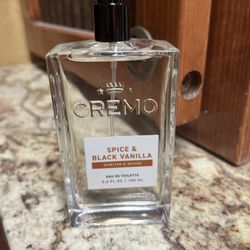 CREMO
SPICE &
BLACK VANILLA
SPIRITED & SPICED
EAU DE TOILETTE
3.4 FL OZ / 100 ML